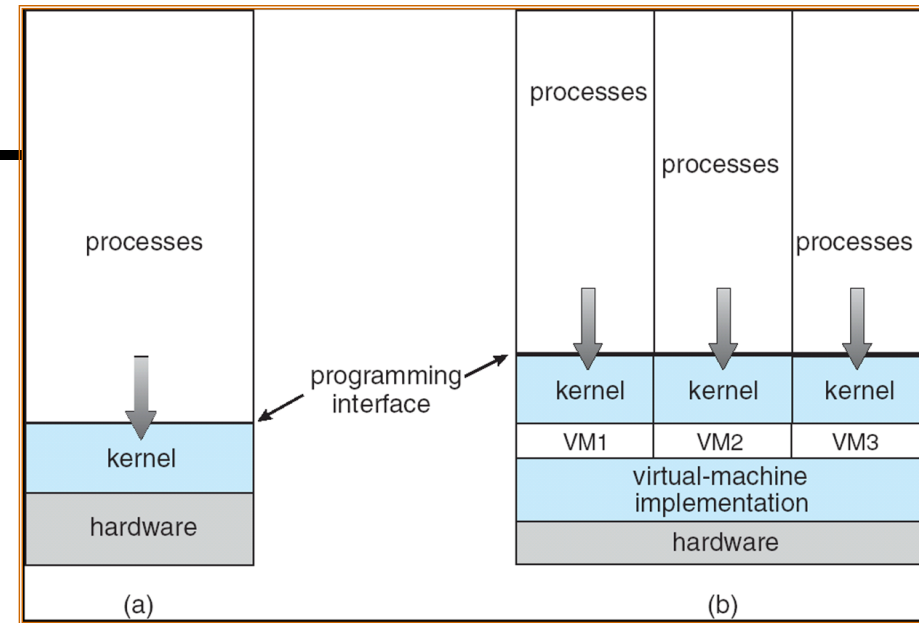 processes
kernel
hardware
(a)
programming
interface
processes
processes
processes
kernel
kernel
kernel
VM1
VM2
VM3
virtual-machine
implementation
hardware
(b)